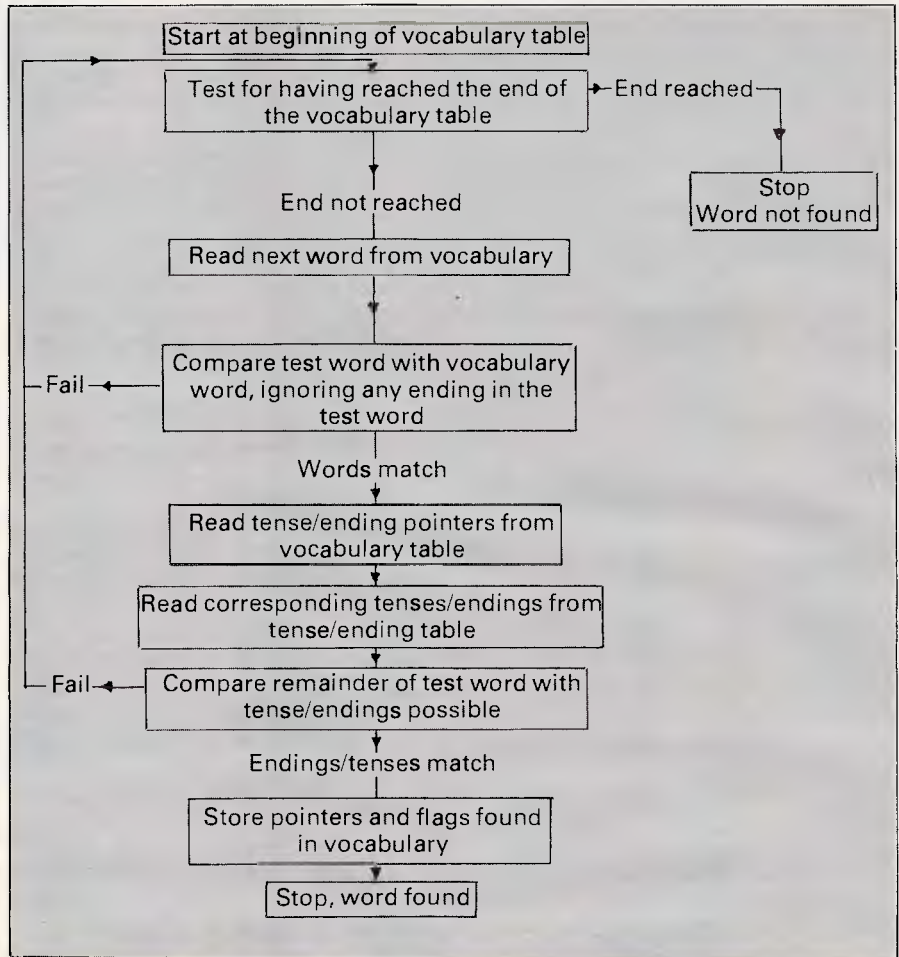 Start at beginning of vocabulary table
Test for having reached the end of
the vocabulary table
End reached
Stop
Word not found
End not reached
Read next word from vocabulary
Compare test word with vocabulary
word, ignoring any ending in the
test word
Fail
Words match
Read tense/ending pointers from
vocabulary table
Read corresponding tenses/endings from
tense/ending table
Fail
Compare remainder of test word with
tense/endings possible
Endings/tenses match
Store pointers and flags found
in vocabulary
Stop, word found